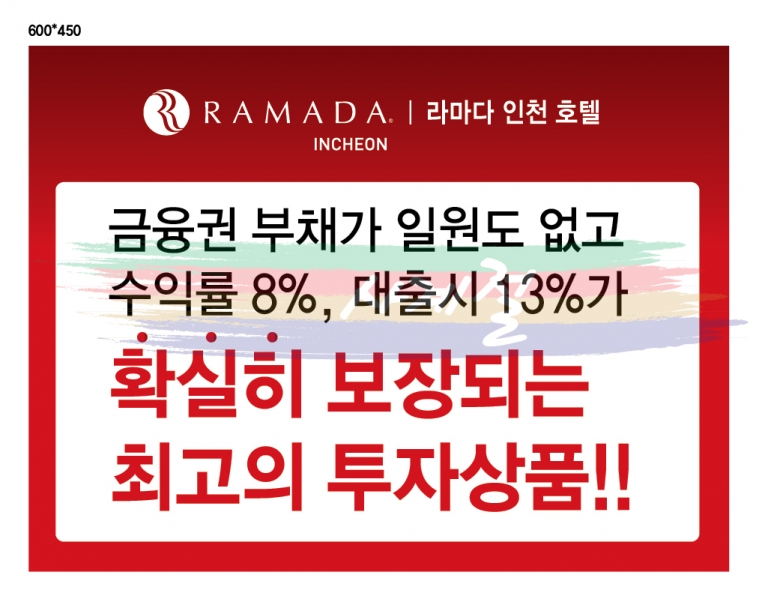 600*450
RAMADA® | 라마다 인천 호텔
INCHEON
금융권 부채가 일원도 없고
수익률 8%, 대출시 13%가
확실히 보장되는
최고의 투자상품!!